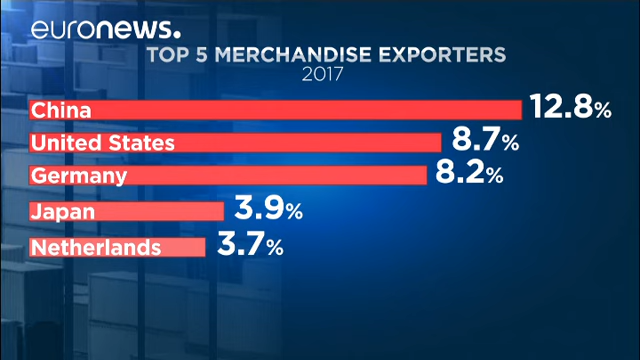 euronews.
TOP 5 MERCHANDISE EXPORTERS
2017
China 12.8%
United States 8.7%
Germany 8.2%
Japan 3.9%
Netherlands 3.7%